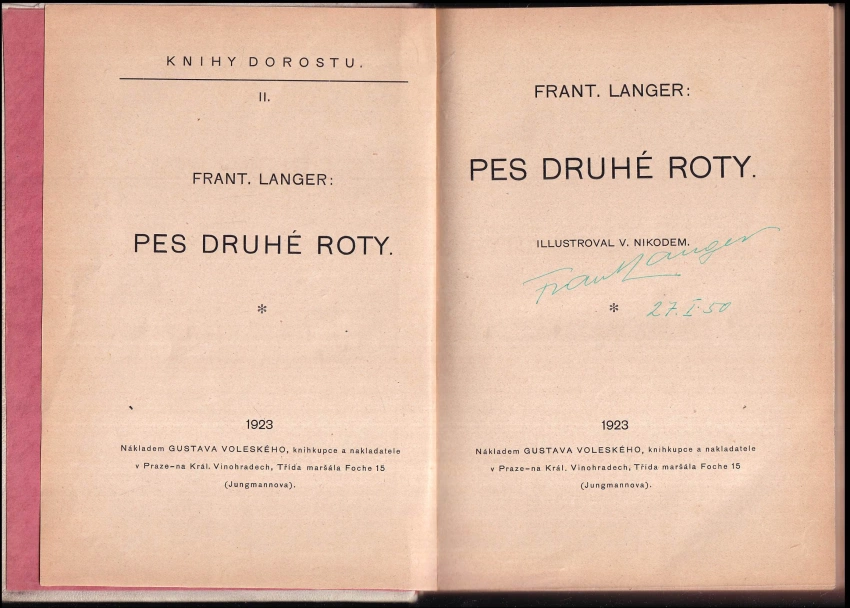 KNIHY DOROSTU.
II.
FRANT. LANGER:
PES DRUHÉ ROTY.
*
1923
Nákladem GUSTAVA VOLESKÉHO, knihkupce a nakladatele
v Praze–na Král. Vinohradech, Třída maršála Foche 15
(Jungmannova).
FRANT. LANGER:
PES DRUHÉ ROTY.
ILLUSTROVAL V. NIKODEM.
Frant Langer
*
27. I. 50
1923
Nákladem GUSTAVA VOLESKÉHO, knihkupce a nakladatele
v Praze–na Král. Vinohradech, Třída maršála Foche 15
(Jungmannova).